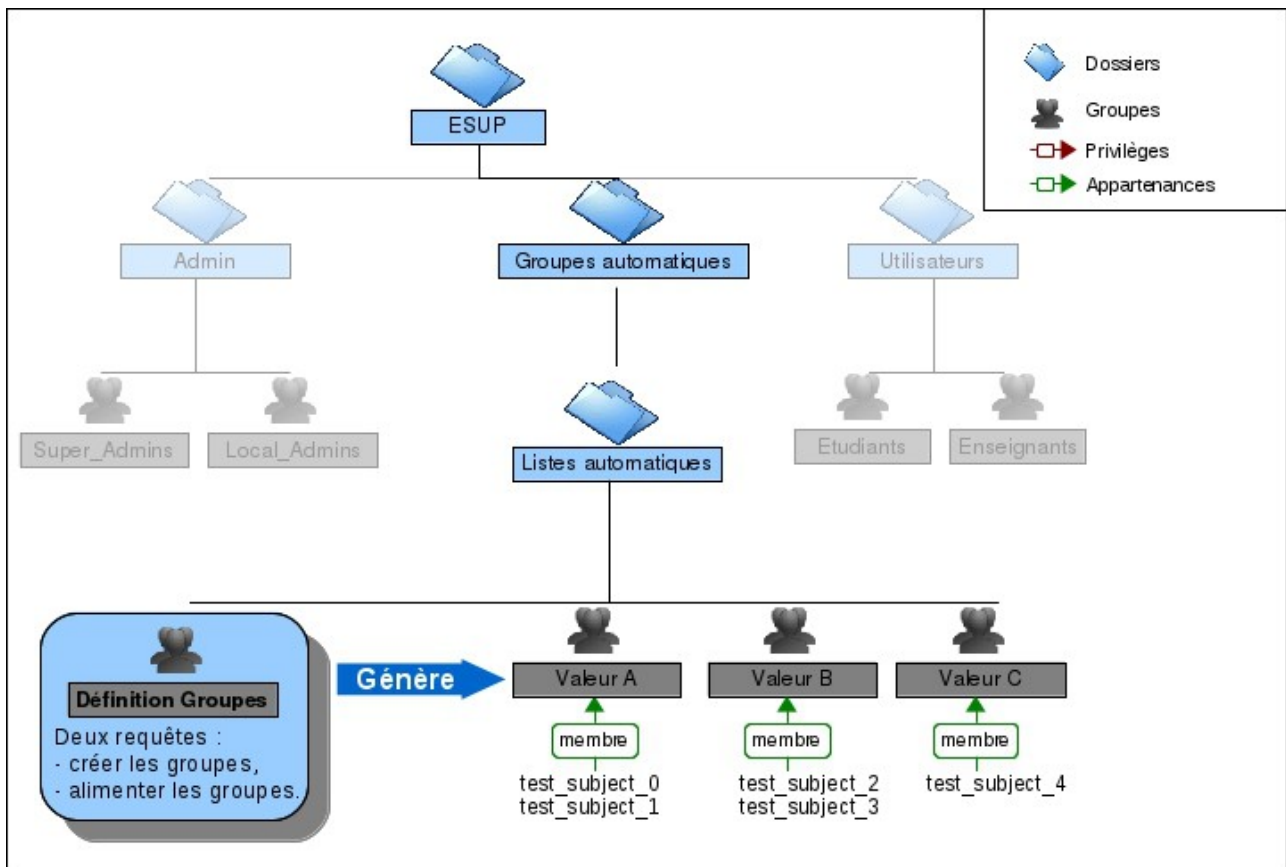 ESUP
Dossiers
Groupes
Privilèges
Appartenances
Admin
Groupes automatiques
Utilisateurs
Super_Admins
Local_Admins
Listes automatiques
Etudiants
Enseignants
Définition Groupes
Deux requêtes :
- créer les groupes,
- alimenter les groupes.
Génère
Valeur A
Valeur B
Valeur C
membre
membre
membre
test_subject_0
test_subject_1
test_subject_2
test_subject_3
test_subject_4